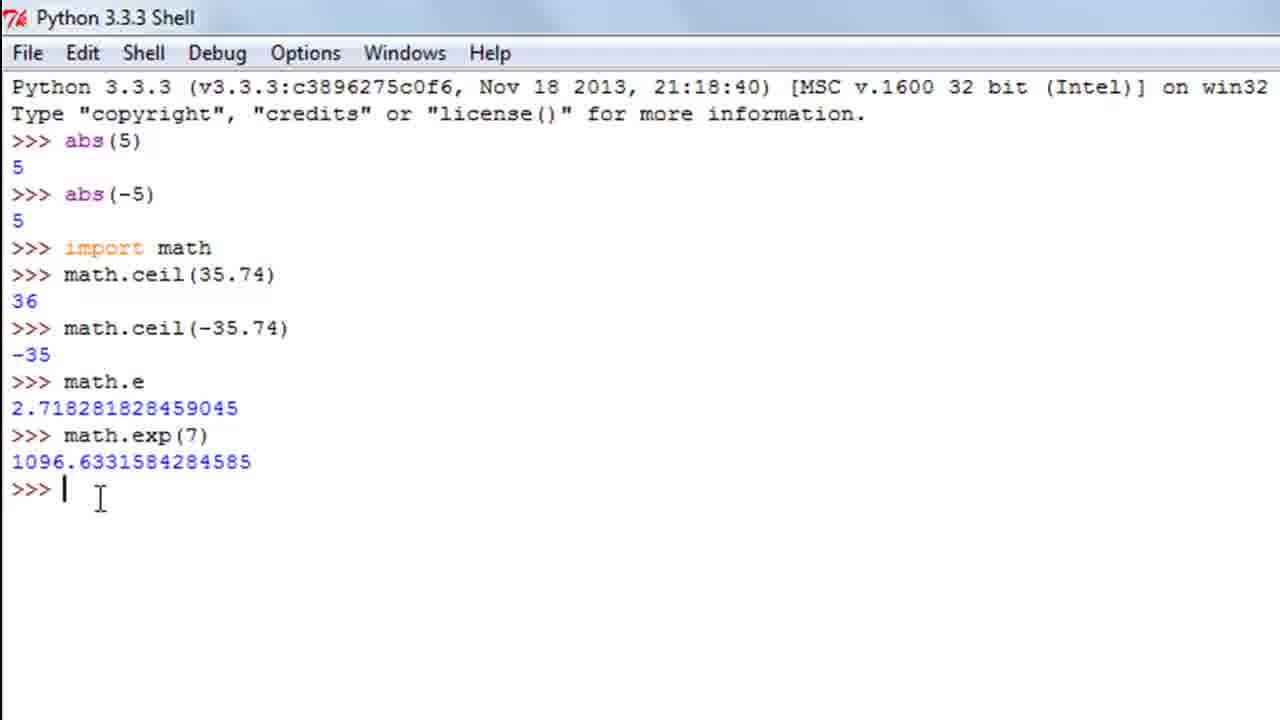 Python 3.3.3 Shell
File Edit Shell Debug Options Windows Help
Python 3.3.3 (v3.3.3:c3896275c0f6, Nov 18 2013, 21:18:40) [MSC v.1600 32 bit (Intel)] on win32
Type "copyright", "credits" or "license()" for more information.
>>> abs(5)
5
>>> abs(-5)
5
>>> import math
>>> math.ceil(35.74)
36
>>> math.ceil(-35.74)
-35
>>> math.e
2.718281828459045
>>> math.exp(7)
1096.6331584284585
>>>